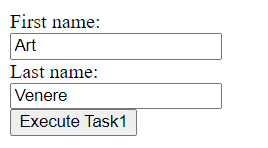 First name:
Art
Last name:
Venere
Execute Task1